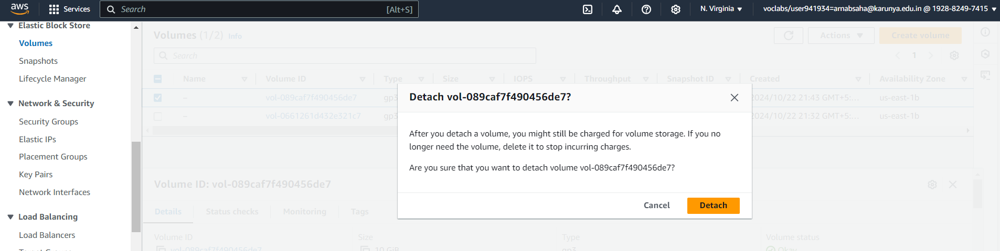 aws
Services
Search
[Alt+S]
N. Virginia
voclabs/user941934=arnabsaha@karunya.edu.in @ 1928-8249-7415
Elastic Block Store
Volumes
Snapshots
Lifecycle Manager
Network & Security
Security Groups
Elastic IPs
Placement Groups
Key Pairs
Network Interfaces
Load Balancing
Load Balancers
Volumes (1/2) Info
Actions
Create volume
Search
1
Name Volume ID Type Size IOPS Throughput Snapshot ID Created Availability Zone
– vol-089caf7f490456de7 gp3 2024/10/22 21:43 GMT+5:... us-east-1b
– vol-0661261d432e321c7 gp3 2024/10/22 21:32 GMT+5:... us-east-1b
Detach vol-089caf7f490456de7?
After you detach a volume, you might still be charged for volume storage. If you no
longer need the volume, delete it to stop incurring charges.
Are you sure that you want to detach volume vol-089caf7f490456de7?
Cancel
Detach
Volume ID: vol-089caf7f490456de7
Details Status checks Monitoring Tags
Volume ID Size Type Volume status
vol-089caf7f490456de7 10 GiB gp3 Okay